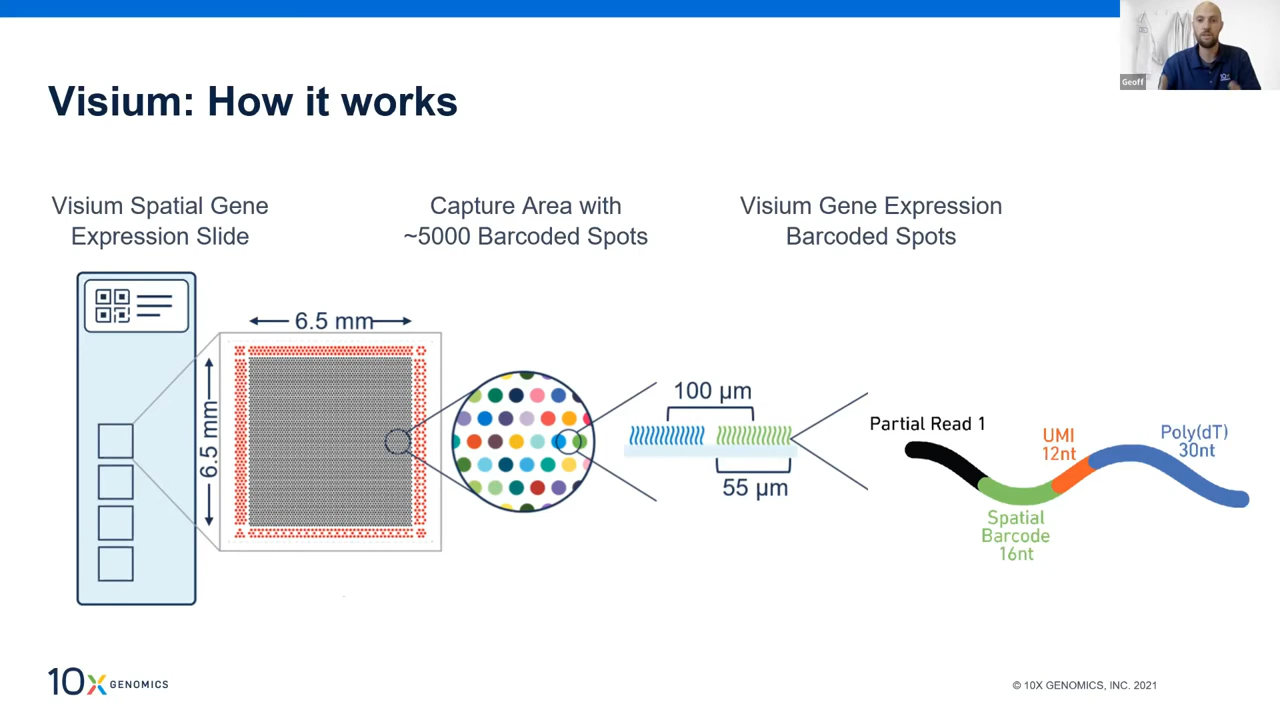 Geoff
Visium: How it works
Visium Spatial Gene
Expression Slide
Capture Area with
~5000 Barcoded Spots
Visium Gene Expression
Barcoded Spots
6.5 mm
6.5 mm
100 µm
55 µm
Partial Read 1
Spatial
Barcode
16nt
UMI
12nt
Poly(dT)
30nt
10x GENOMICS
© 10X GENOMICS, INC. 2021